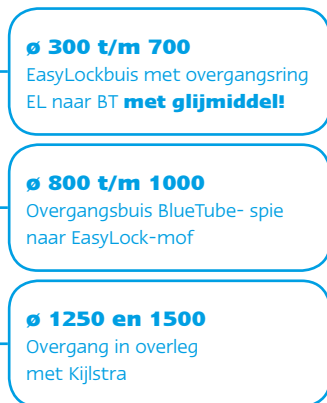 ø 300 t/m 700
EasyLockbuis met overgangsring
EL naar BT met glijmiddel!
ø 800 t/m 1000
Overgangsbuis BlueTube- spie
naar EasyLock-mof
ø 1250 en 1500
Overgang in overleg
met Kijlstra